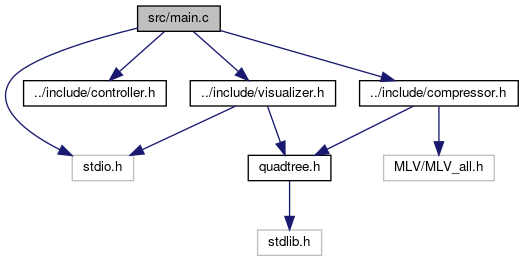 src/main.c
../include/controller.h
../include/visualizer.h
../include/compressor.h
stdio.h
quadtree.h
MLV/MLV_all.h
stdlib.h